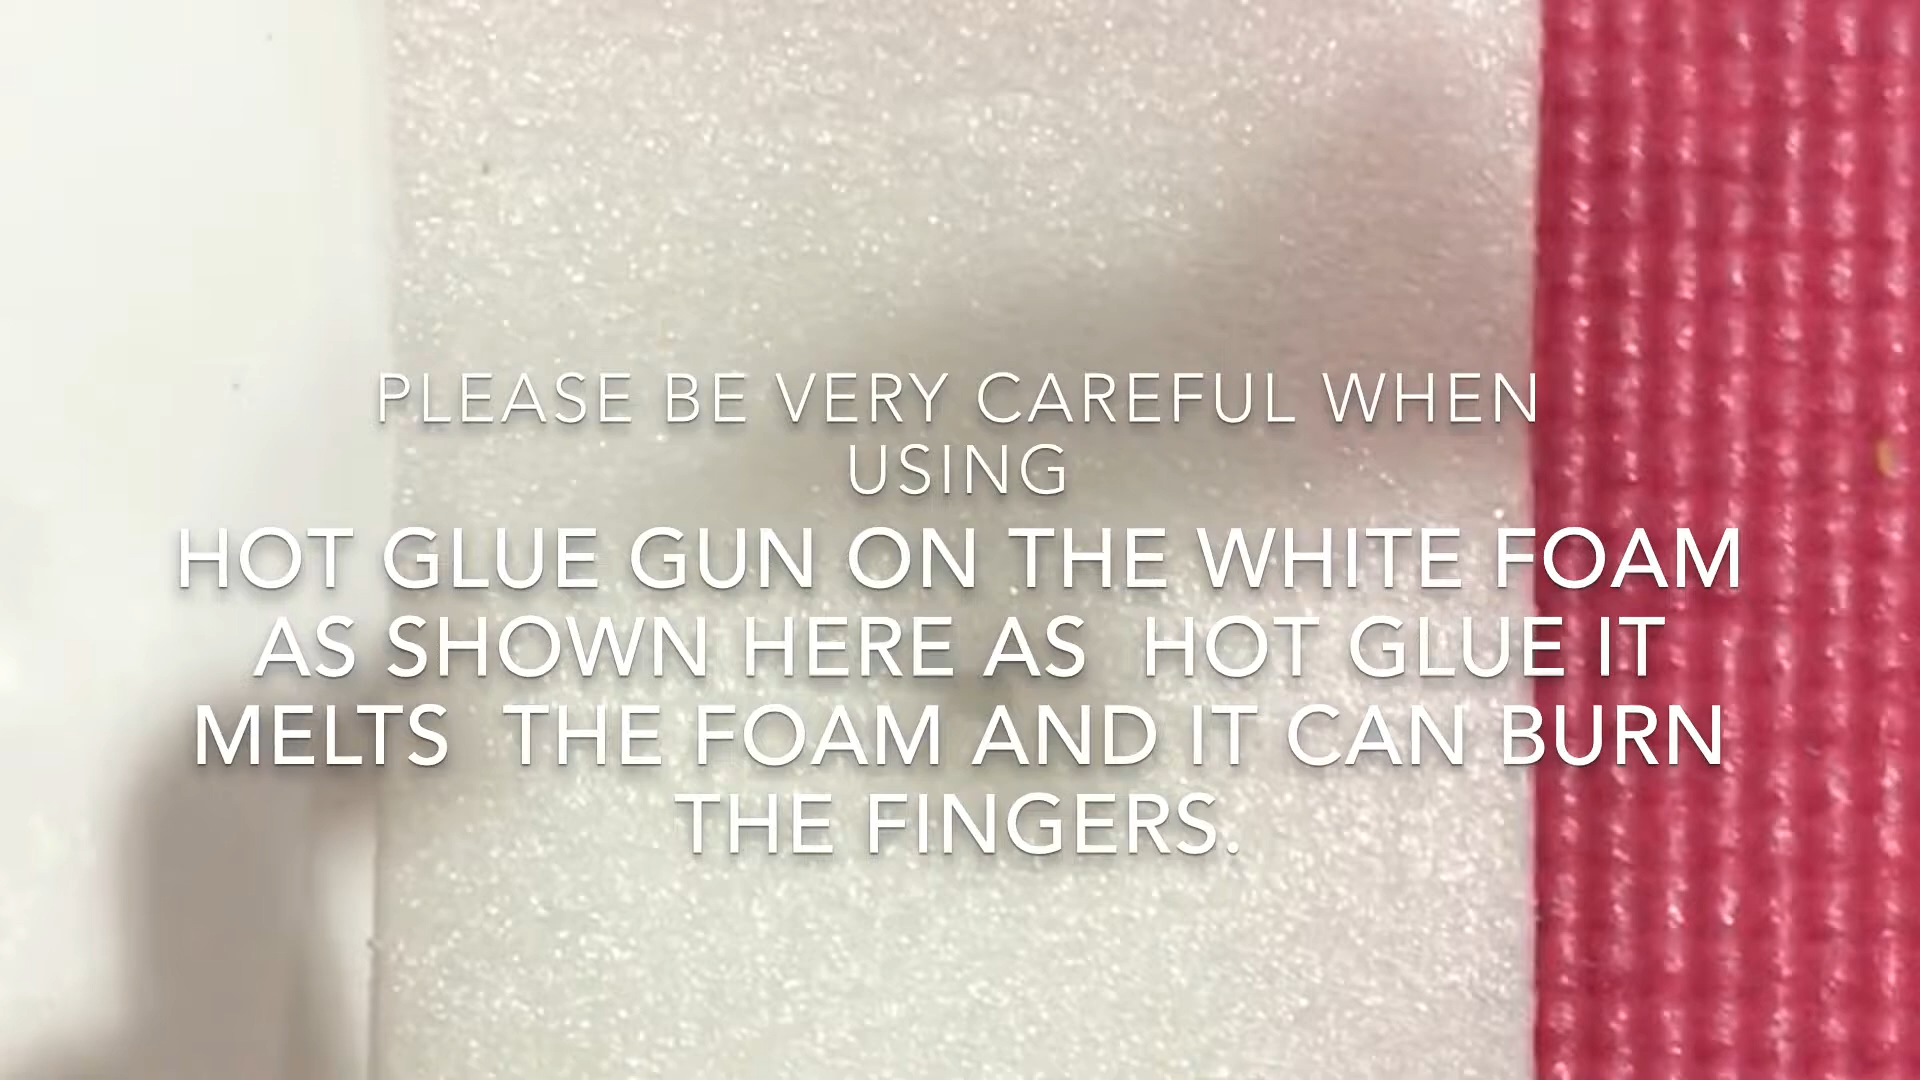 PLEASE BE VERY CAREFUL WHEN
USING
HOT GLUE GUN ON THE WHITE FOAM
AS SHOWN HERE AS HOT GLUE IT
MELTS THE FOAM AND IT CAN BURN
THE FINGERS.